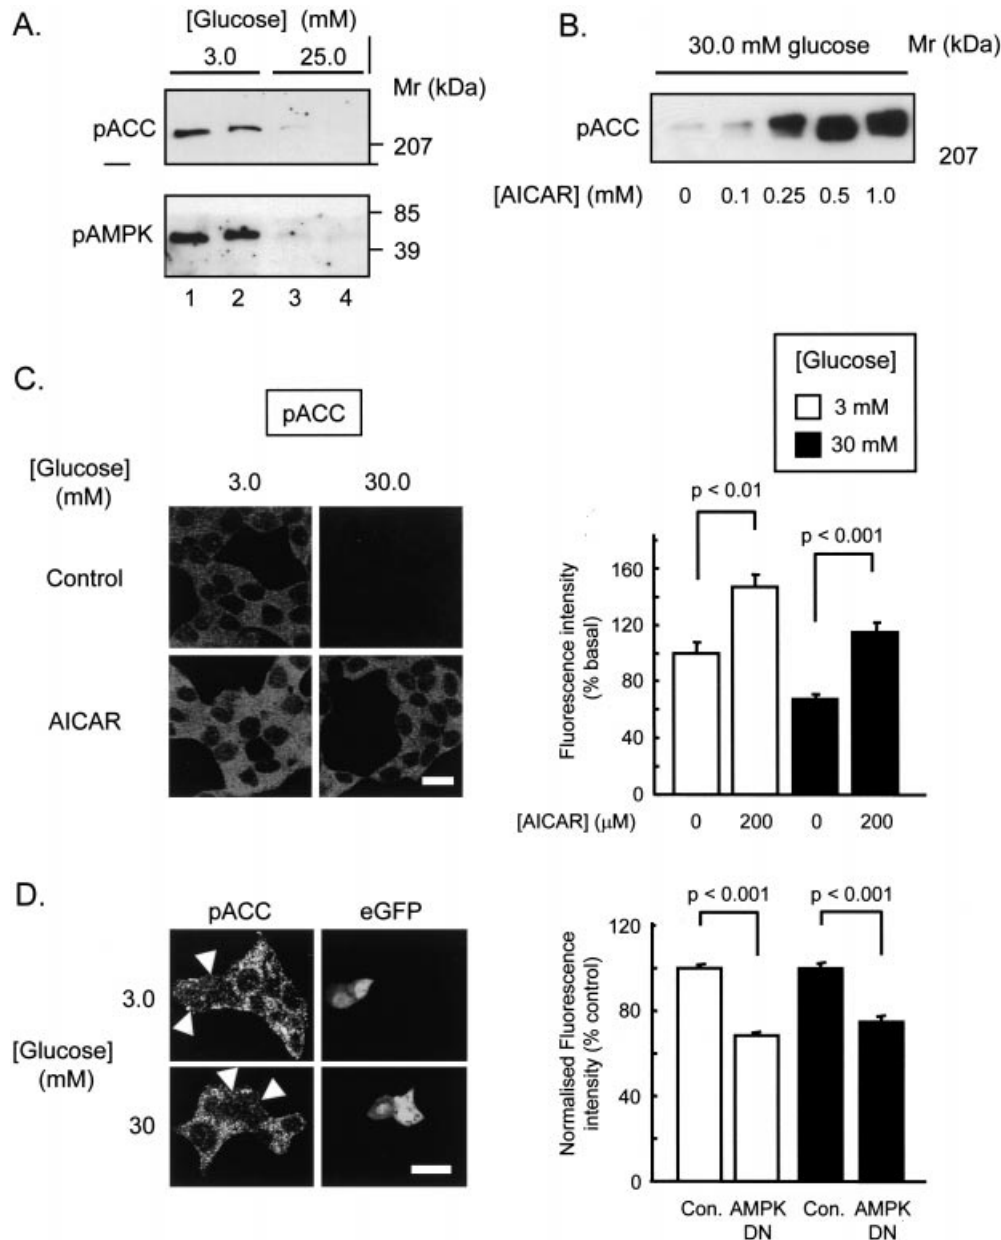 A.
[Glucose] (mM)
3.0 25.0
Mr (kDa)
pACC
207
pAMPK
85
39
1 2 3 4
B.
30.0 mM glucose Mr (kDa)
pACC
207
[AICAR] (mM) 0 0.1 0.25 0.5 1.0
C.
pACC
[Glucose]
(mM)
3.0 30.0
Control
AICAR
[Glucose]
3 mM
30 mM
p < 0.01
p < 0.001
Fluorescence intensity
(% basal)
160
120
80
40
0
[AICAR] (μM) 0 200 0 200
D.
pACC eGFP
3.0
[Glucose]
(mM)
30
p < 0.001 p < 0.001
Normalised Fluorescence
intensity (% control)
120
80
40
0
Con. AMPK Con. AMPK
DN DN